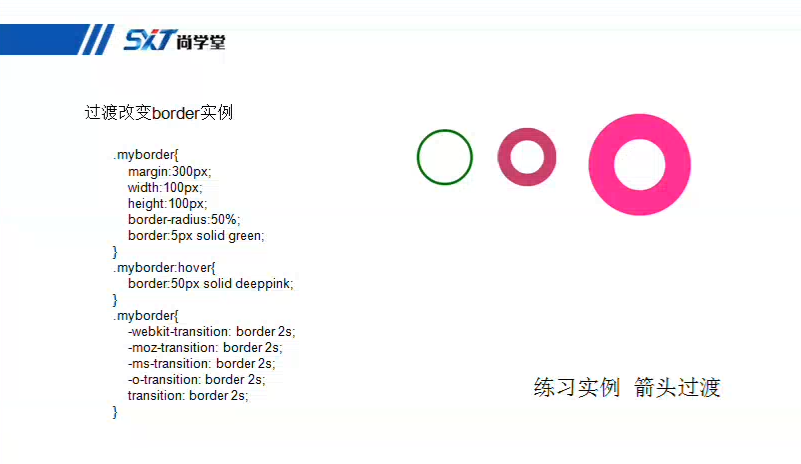 SXT尚学堂
过渡改变border实例
.myborder{
margin:300px;
width:100px;
height:100px;
border-radius:50%;
border:5px solid green;
}
.myborder:hover{
border:50px solid deeppink;
}
.myborder{
-webkit-transition: border 2s;
-moz-transition: border 2s;
-ms-transition: border 2s;
-o-transition: border 2s;
transition: border 2s;
}
练习实例 箭头过渡